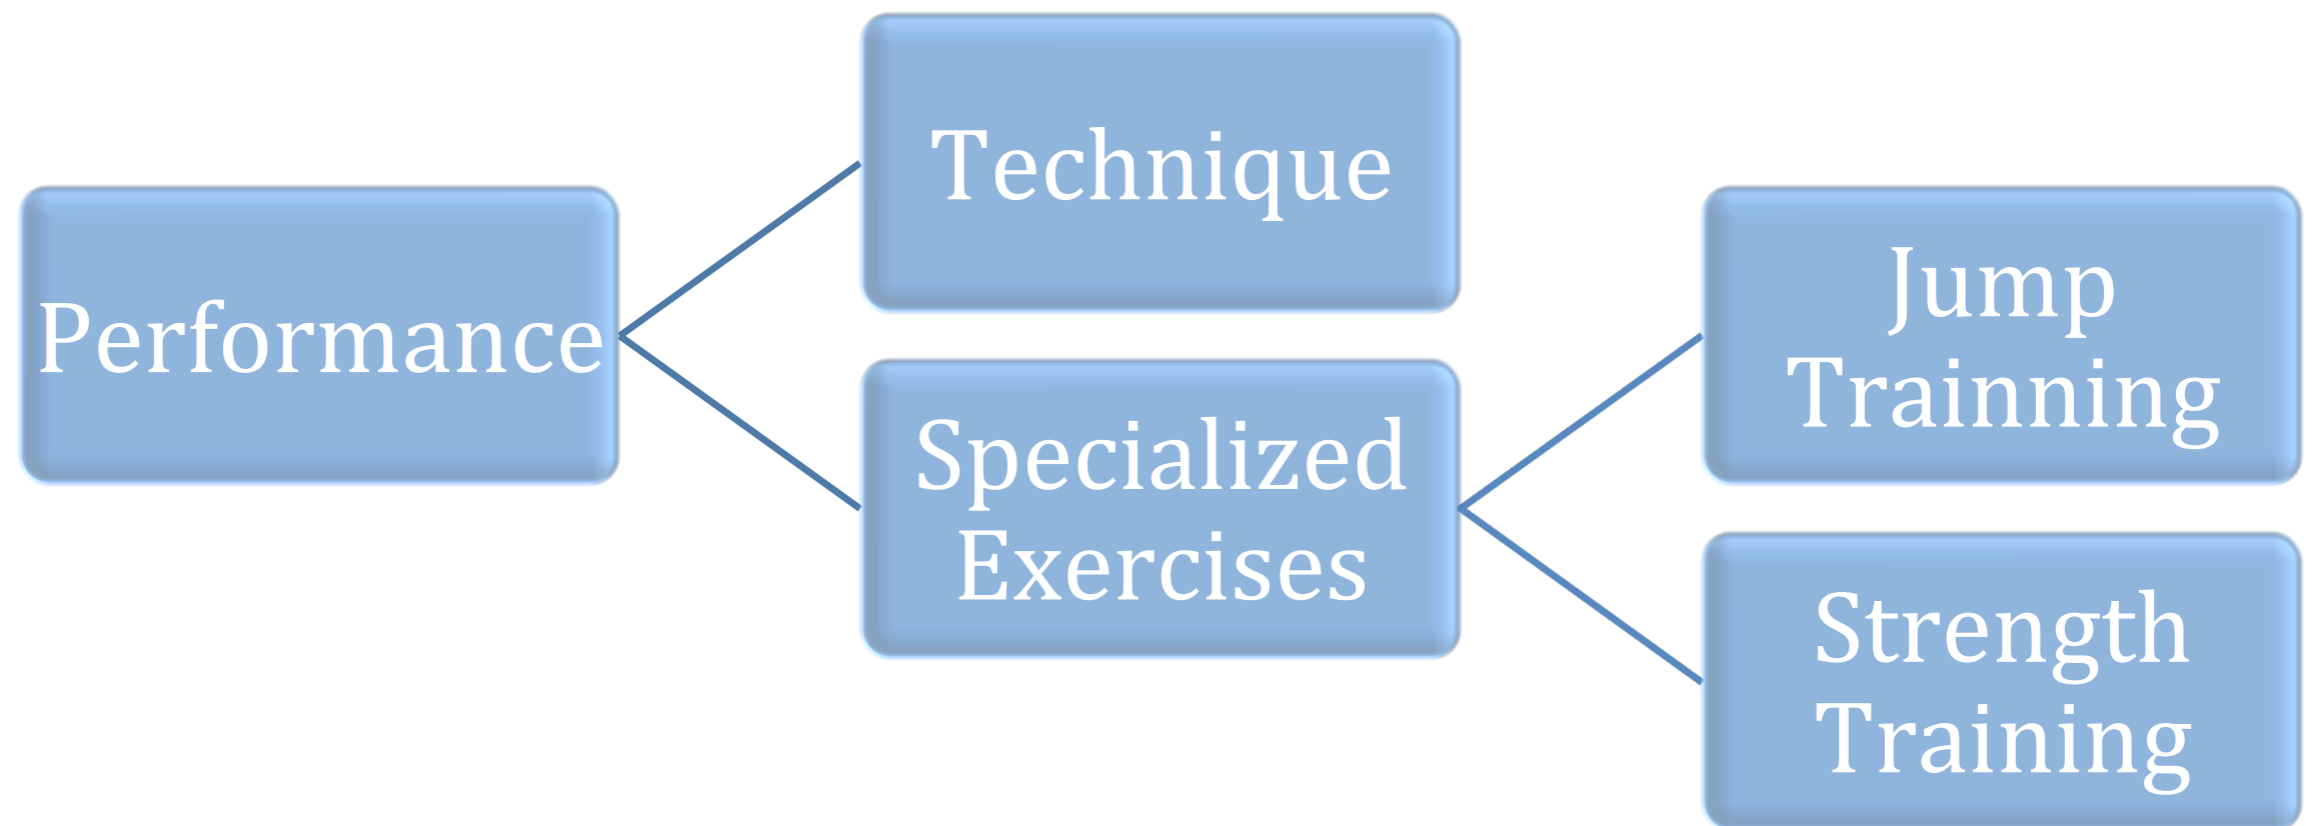 Performance
Technique
Specialized
Exercises
Jump
Trainning
Strength
Training